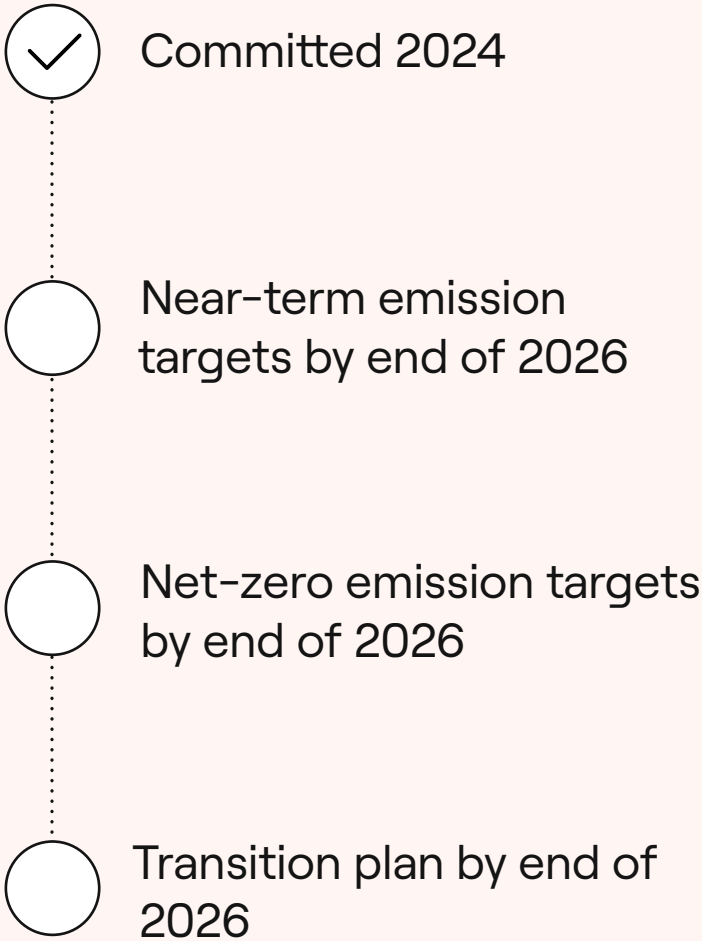 Committed 2024
Near-term emission
targets by end of 2026
Net-zero emission targets
by end of 2026
Transition plan by end of
2026